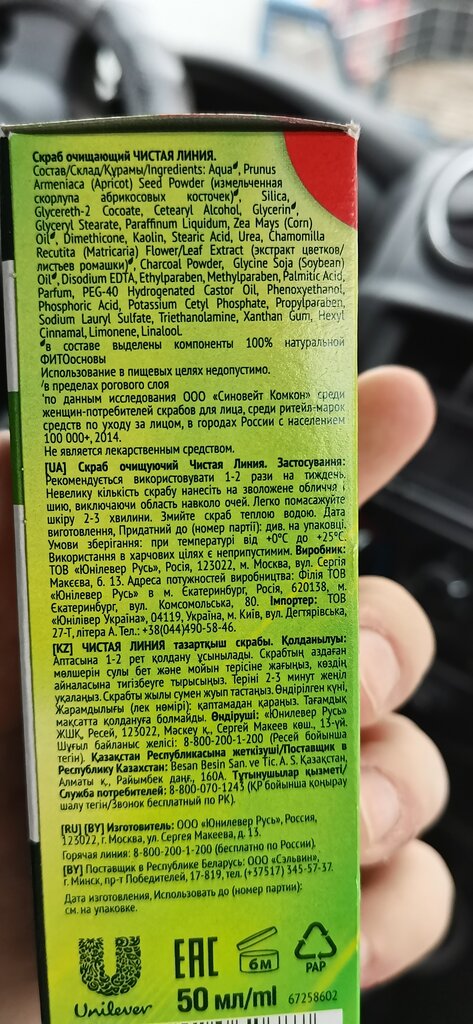 Скраб очищающий ЧИСТАЯ ЛИНИЯ.
Состав/Склад/Құрамы/Ingredients: Aqua, Prunus
Armeniaca (Apricot) Seed Powder (измельченная
скорлупа абрикосовых косточек), Silica,
Glycereth-2 Cocoate, Cetearyl Alcohol, Glycerin,
Glyceryl Stearate, Paraffinum Liquidum, Zea Mays (Corn)
Oil, Dimethicone, Kaolin, Stearic Acid, Urea, Chamomilla
Recutita (Matricaria) Flower/Leaf Extract (экстракт цветков/
листьев ромашки), Charcoal Powder, Glycine Soja (Soybean)
Oil, Disodium EDTA, Ethylparaben, Methylparaben, Palmitic Acid,
Parfum, PEG-40 Hydrogenated Castor Oil, Phenoxyethanol,
Phosphoric Acid, Potassium Cetyl Phosphate, Propylparaben,
Sodium Lauryl Sulfate, Triethanolamine, Xanthan Gum, Hexyl
Cinnamal, Limonene, Linalool.
в составе выделены компоненты 100% натуральной
ФИТОосновы
Использование в пищевых целях недопустимо.
в пределах рогового слоя
по данным исследования ООО «Синовейт Комкон» среди
женщин-потребителей скрабов для лица, среди ритейл-марок
средств по уходу за лицом, в городах России с населением
100 000+, 2014.
Не является лекарственным средством.
[UA] Скраб очищуючий Чистая Линия. Застосування:
Рекомендується використовувати 1-2 рази на тиждень.
Невелику кількість скрабу нанесіть на зволожене обличчя і
шию, виключаючи область навколо очей. Легко помасажуйте
шкіру 2-3 хвилини. Змийте скраб теплою водою. Дата
виготовлення, Придатний до (номер партії): див. на упаковці.
Умови зберігання: при температурі від +0°С до +25°С.
Використання в харчових цілях є неприпустимим. Виробник:
ТОВ «Юнілевер Русь», Росія, 123022, м. Москва, вул. Сергія
Макєєва, б. 13. Адреса потужностей виробництва: Філія ТОВ
«Юнілевер Русь» в м. Єкатеринбург, Росія, 620138, м.
Єкатеринбург, вул. Комсомольська, 80. Імпортер: ТОВ
«Юнілівер Україна», 04119, Україна, м. Київ, вул. Дегтярівська,
27-Т, літера А. Тел.: +38(044)490-58-46.
[KZ] ЧИСТАЯ ЛИНИЯ тазартқыш скрабы. Қолданылуы:
Аптасына 1-2 рет қолдану ұсынылады. Скрабтың аздаған
мөлшерін сулы бет және мойын терісіне жағыңыз, көздің
айналасына тигізбеуге тырысыңыз. Теріні 2-3 минут жеңіл
уқалаңыз. Скрабты жылы сумен жуып тастаңыз. Өндірілген күні,
Жарамдылығы (лек нөмірі): қаптамадан қараңыз. Тағамдық
мақсатта қолдануға болмайды. Өндіруші: «Юнилевер Русь»
ЖШҚ, Ресей, 123022, Мәскеу қ., Сергей Макеев көш., 13-үй.
Шұғыл байланыс желісі: 8-800-200-1-200 (Ресей бойынша
тегін). Қазақстан Республикасына жеткізуші/Поставщик в
Республику Казахстан: Besan Besin San. ve Tic. A. S. Қазақстан,
Алматы қ., Райымбек даңғ., 160А. Тұтынушылар қызметі/
Служба потребителей: 8-800-070-1243 (ҚР бойынша қоңырау
шалу тегін/Звонок бесплатный по РК).
[RU] [BY] Изготовитель: ООО «Юнилевер Русь», Россия,
123022, г. Москва, ул. Сергея Макеева, д. 13.
Горячая линия: 8-800-200-1-200 (бесплатно по России).
[BY] Поставщик в Республике Беларусь: ООО «Сэльвин»,
г. Минск, пр-т Победителей, 17-819, тел. (+37517) 345-57-37.
Дата изготовления, Использовать до (номер партии):
см. на упаковке.
Unilever
EAC
6м
PAP
50 мл/ml
67258602